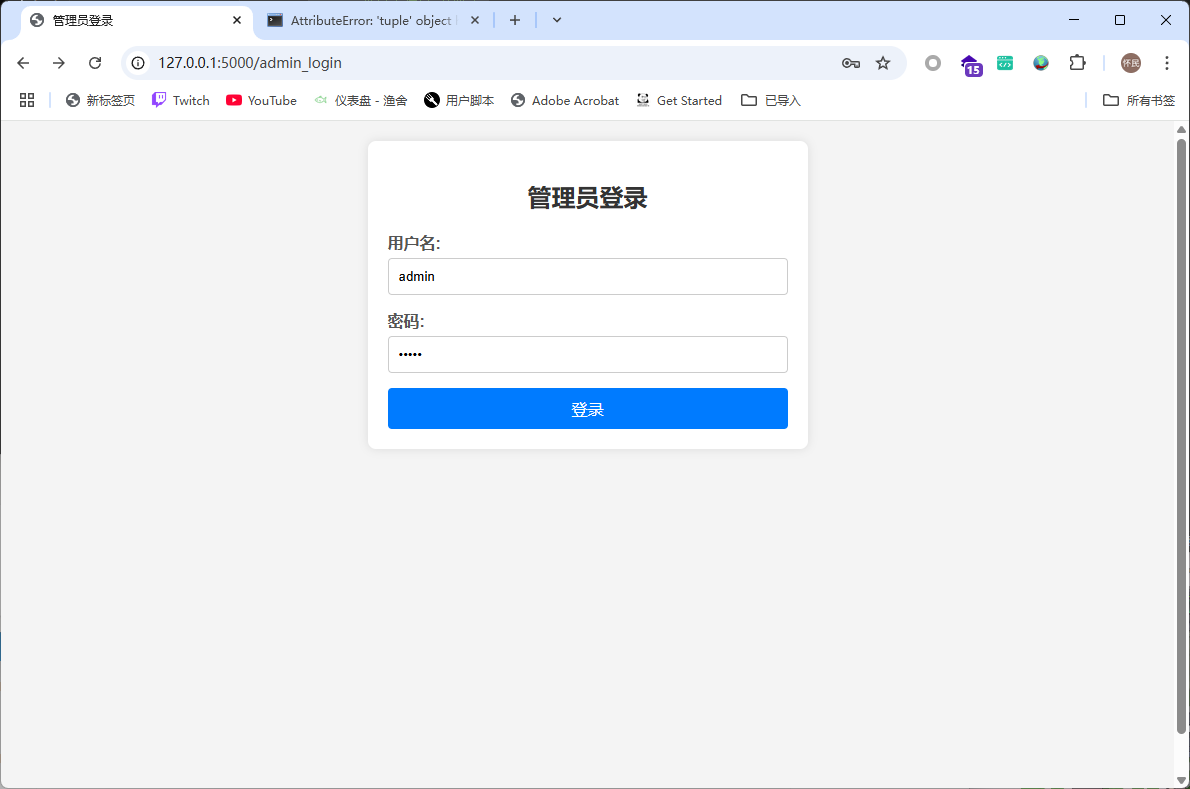 管理员登录
AttributeError: 'tuple' object
127.0.0.1:5000/admin_login
15
怀民
新标签页
Twitch
YouTube
仪表盘 - 渔舍
用户脚本
Adobe Acrobat
Get Started
已导入
所有书签
管理员登录
用户名:
admin
密码:
•••••
登录